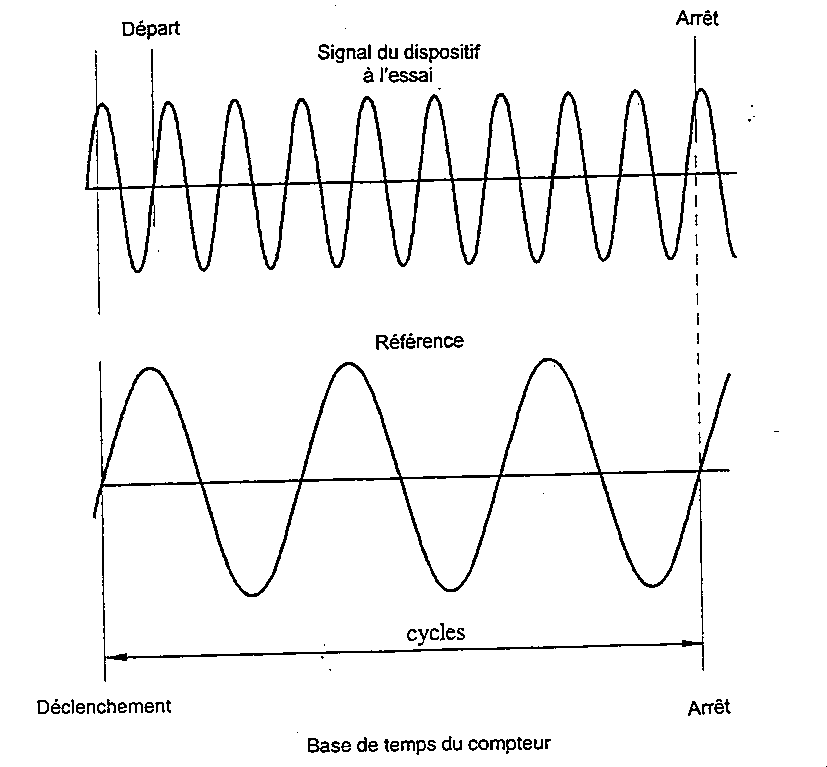 Départ
Arrêt
Signal du dispositif
à l'essai
Référence
cycles
Déclenchement
Arrêt
Base de temps du compteur